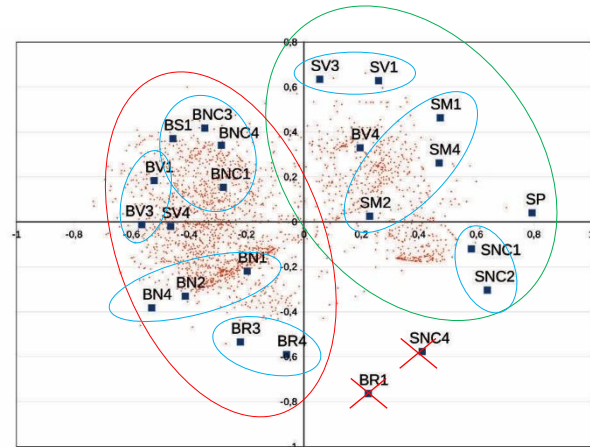 0,8
SV3 SV1
0,6
SM1
BNC3
BS1 BNC4
0,4
BV4 SM4
BV1 BNC1
0,2
SM2 SP
BV3 SV4
-1 -0,8 -0,6 -0,4 -0,2 0 0,2 0,4 0,6 0,8 1
SNC1
BN1
-0,2
BN4 BN2 SNC2
-0,4
BR3 BR4 SNC4
-0,6
BR1
-0,8
-1